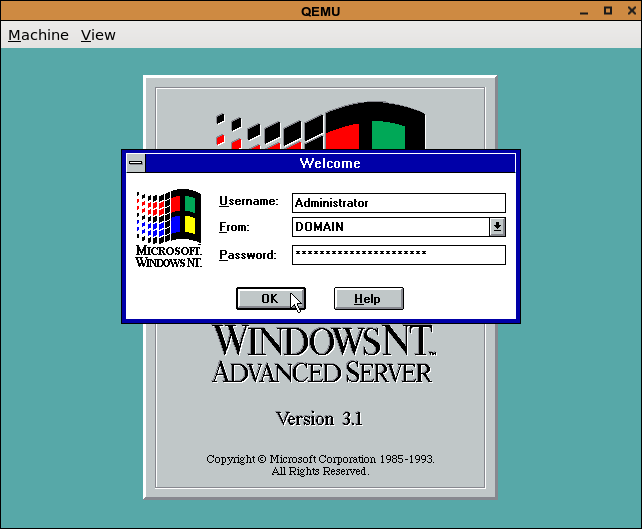 QEMU
Machine View
Welcome
MICROSOFT.
WINDOWS NT.
Username: Administrator
From: DOMAIN
Password: **********************
OK Help
WINDOWS NT™
ADVANCED SERVER
Version 3.1
Copyright © Microsoft Corporation 1985-1993.
All Rights Reserved.